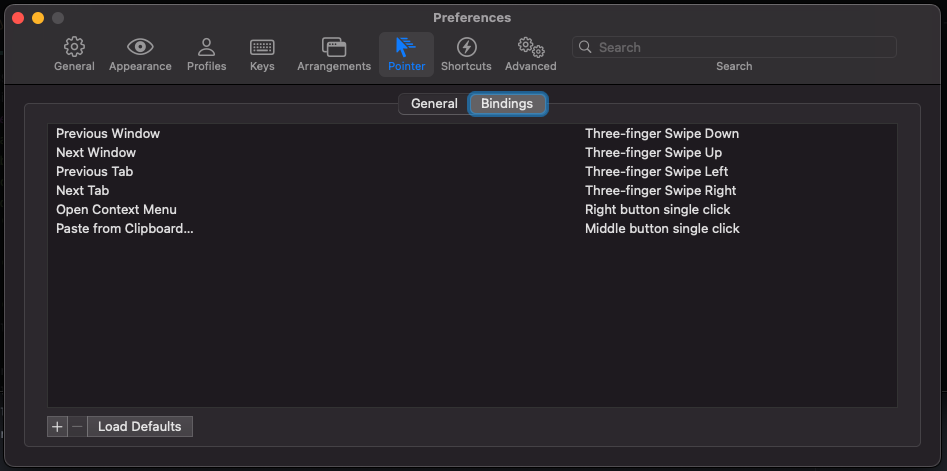 Preferences
General Appearance Profiles Keys Arrangements Pointer Shortcuts Advanced Search
Search
General Bindings
Previous Window Three-finger Swipe Down
Next Window Three-finger Swipe Up
Previous Tab Three-finger Swipe Left
Next Tab Three-finger Swipe Right
Open Context Menu Right button single click
Paste from Clipboard... Middle button single click
+ − Load Defaults